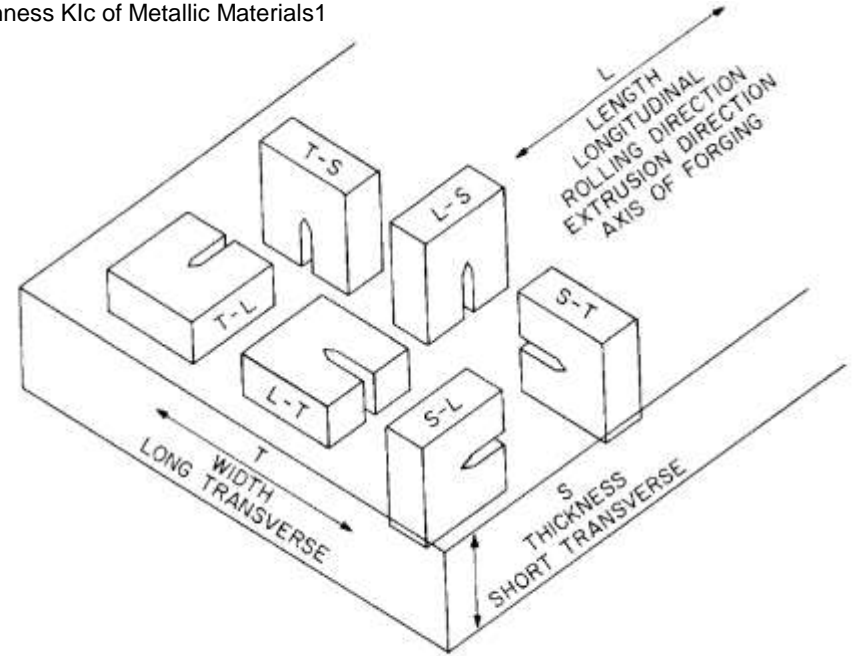 nness KIc of Metallic Materials1
L
LENGTH
LONGITUDINAL
ROLLING DIRECTION
EXTRUSION DIRECTION
AXIS OF FORGING
T-S
L-S
T-L
S-T
L-T
S-L
T
WIDTH
LONG TRANSVERSE
S
THICKNESS
SHORT TRANSVERSE